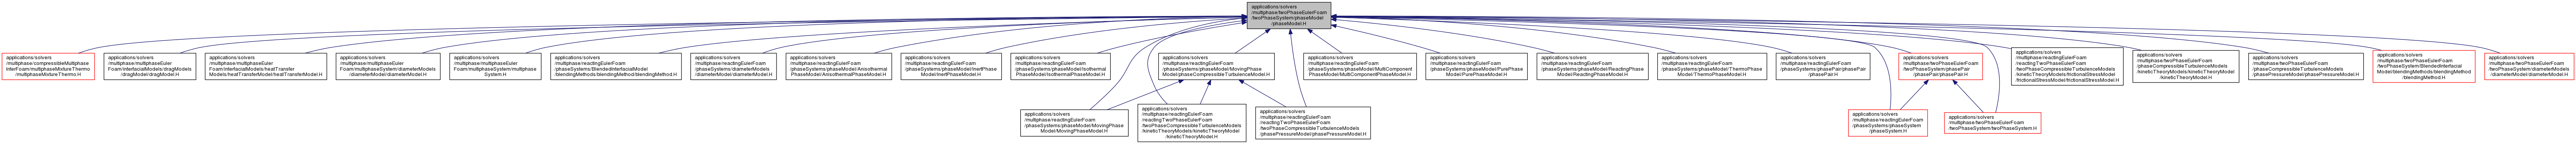 applications/solvers
/multiphase/twoPhaseEulerFoam
/twoPhaseSystem/phaseModel
/phaseModel.H
applications/solvers
/multiphase/compressibleMultiphase
InterFoam/multiphaseMixtureThermo
/multiphaseMixtureThermo.H
applications/solvers
/multiphase/multiphaseEuler
Foam/interfacialModels/dragModels
/dragModel/dragModel.H
applications/solvers
/multiphase/multiphaseEuler
Foam/interfacialModels/heatTransfer
Models/heatTransferModel/heatTransferModel.H
applications/solvers
/multiphase/multiphaseEuler
Foam/multiphaseSystem/diameterModels
/diameterModel/diameterModel.H
applications/solvers
/multiphase/multiphaseEuler
Foam/multiphaseSystem/multiphase
System.H
applications/solvers
/multiphase/reactingEulerFoam
/phaseSystems/BlendedInterfacialModel
/blendingMethods/blendingMethod/blendingMethod.H
applications/solvers
/multiphase/reactingEulerFoam
/phaseSystems/diameterModels
/diameterModel/diameterModel.H
applications/solvers
/multiphase/reactingEulerFoam
/phaseSystems/phaseModel/Anisothermal
PhaseModel/AnisothermalPhaseModel.H
applications/solvers
/multiphase/reactingEulerFoam
/phaseSystems/phaseModel/InertPhase
Model/InertPhaseModel.H
applications/solvers
/multiphase/reactingEulerFoam
/phaseSystems/phaseModel/Isothermal
PhaseModel/IsothermalPhaseModel.H
applications/solvers
/multiphase/reactingEulerFoam
/phaseSystems/phaseModel/MovingPhase
Model/phaseCompressibleTurbulenceModel.H
applications/solvers
/multiphase/reactingEulerFoam
/phaseSystems/phaseModel/MultiComponent
PhaseModel/MultiComponentPhaseModel.H
applications/solvers
/multiphase/reactingEulerFoam
/phaseSystems/phaseModel/PurePhase
Model/PurePhaseModel.H
applications/solvers
/multiphase/reactingEulerFoam
/phaseSystems/phaseModel/ReactingPhase
Model/ReactingPhaseModel.H
applications/solvers
/multiphase/reactingEulerFoam
/phaseSystems/phaseModel/ThermoPhase
Model/ThermoPhaseModel.H
applications/solvers
/multiphase/reactingEulerFoam
/phaseSystems/phasePair/phasePair
/phasePair.H
applications/solvers
/multiphase/twoPhaseEulerFoam
/twoPhaseSystem/phasePair
/phasePair/phasePair.H
applications/solvers
/multiphase/reactingEulerFoam
/reactingTwoPhaseEulerFoam
/twoPhaseCompressibleTurbulenceModels
/kineticTheoryModels/frictionalStressModel
/frictionalStressModel/frictionalStressModel.H
applications/solvers
/multiphase/twoPhaseEulerFoam
/phaseCompressibleTurbulenceModels
/kineticTheoryModels/kineticTheoryModel
/kineticTheoryModel.H
applications/solvers
/multiphase/twoPhaseEulerFoam
/phaseCompressibleTurbulenceModels
/phasePressureModel/phasePressureModel.H
applications/solvers
/multiphase/twoPhaseEulerFoam
/twoPhaseSystem/BlendedInterfacial
Model/blendingMethods/blendingMethod
/blendingMethod.H
applications/solvers
/multiphase/twoPhaseEulerFoam
/twoPhaseSystem/diameterModels
/diameterModel/diameterModel.H
applications/solvers
/multiphase/reactingEulerFoam
/phaseSystems/phaseModel/MovingPhase
Model/MovingPhaseModel.H
applications/solvers
/multiphase/reactingEulerFoam
/reactingTwoPhaseEulerFoam
/twoPhaseCompressibleTurbulenceModels
/kineticTheoryModels/kineticTheoryModel
/kineticTheoryModel.H
applications/solvers
/multiphase/reactingEulerFoam
/reactingTwoPhaseEulerFoam
/twoPhaseCompressibleTurbulenceModels
/phasePressureModel/phasePressureModel.H
applications/solvers
/multiphase/reactingEulerFoam
/phaseSystems/phaseSystem
/phaseSystem.H
applications/solvers
/multiphase/twoPhaseEulerFoam
/twoPhaseSystem/twoPhaseSystem.H